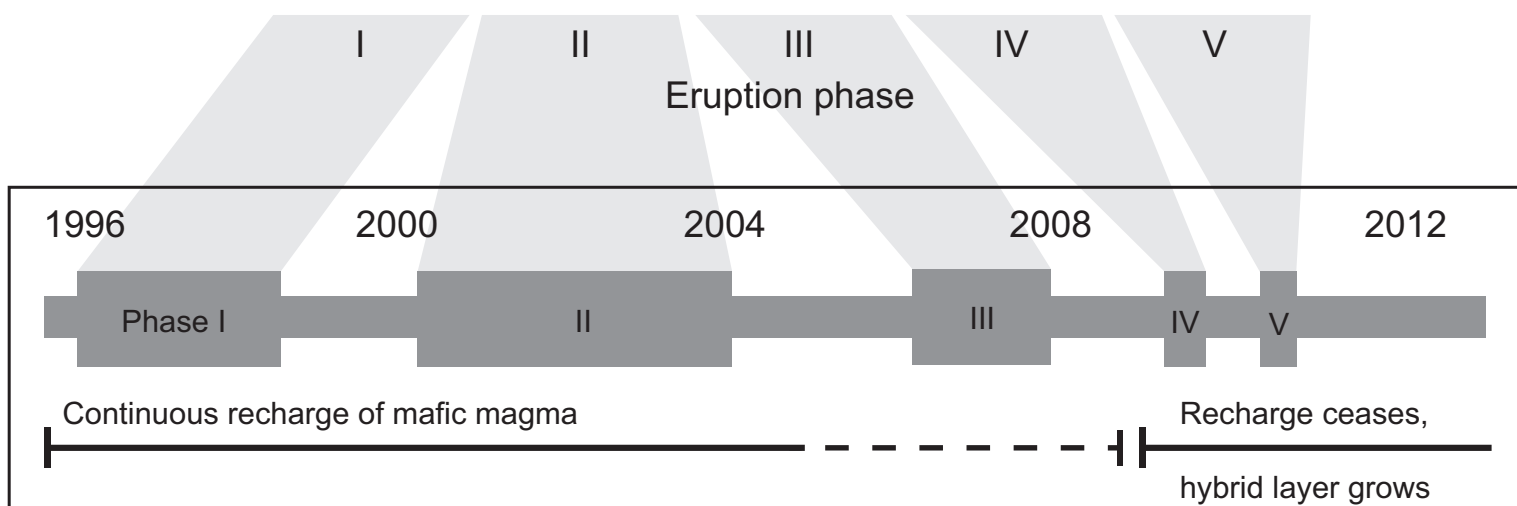 I II III IV V
Eruption phase
1996 2000 2004 2008 2012
Phase I II III IV V
Continuous recharge of mafic magma
Recharge ceases,
hybrid layer grows